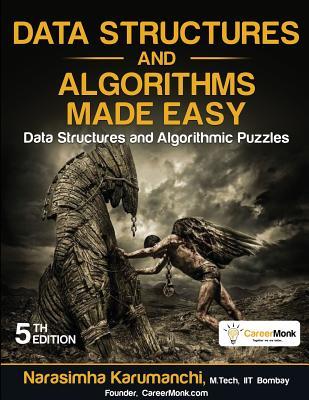 DATA STRUCTURES
AND
ALGORITHMS
MADE EASY
Data Structures and Algorithmic Puzzles
5TH
EDITION
CareerMonk
Narasimha Karumanchi, M.Tech, IIT Bombay
Founder, CareerMonk.com